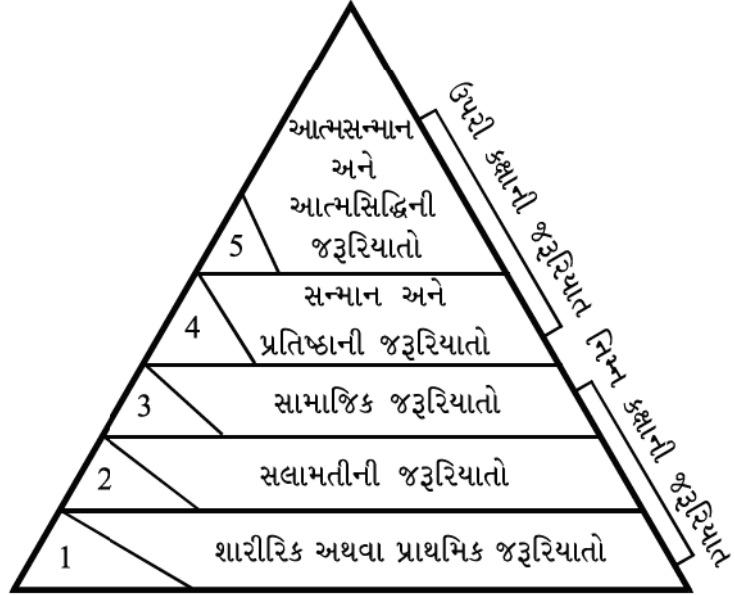 આત્મસન્માન
અને
આત્મસિદ્ધિની
5 જરૂરિયાતો
સન્માન અને
4 પ્રતિષ્ઠાની જરૂરિયાતો
3 સામાજિક જરૂરિયાતો
2 સલામતીની જરૂરિયાતો
1 શારીરિક અથવા પ્રાથમિક જરૂરિયાતો
ઉપરી કક્ષાની જરૂરિયાત
નિમ્ન કક્ષાની જરૂરિયાત